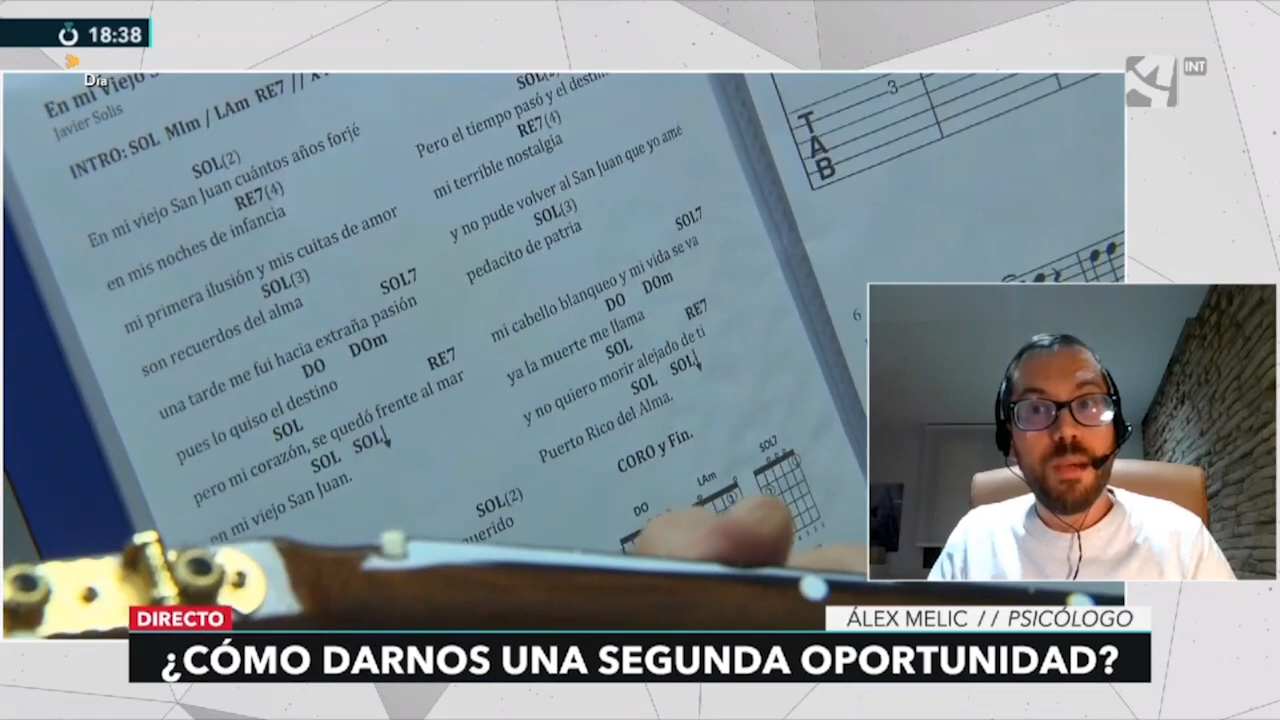 18:38
Día
INT
En mi Viejo
Javier Solis
INTRO: SOL MIm / LAm RE7 //
SOL(2)
En mi viejo San Juan cuántos años forjé
RE7(4)
en mis noches de infancia
mi primera ilusión y mis cuitas de amor
SOL(3)
son recuerdos del alma
SOL7
una tarde me fui hacia extraña pasión
DO DOm
pues lo quiso el destino
SOL RE7
pero mi corazón, se quedó frente al mar
SOL SOL
en mi viejo San Juan.
Pero el tiempo pasó y el
RE7(4)
mi terrible nostalgia
y no pude volver al San Juan que yo amé
SOL(3)
pedacito de patria
SOL7
mi cabello blanqueo y mi vida se va
DO DOm
ya la muerte me llama
SOL RE7
y no quiero morir alejado de ti
SOL SOL
Puerto Rico del Alma.
CORO y Fin.
SOL(2)
DO
LAm
SOL7
3
TAB
6
DIRECTO
ÁLEX MELIC // PSICÓLOGO
¿CÓMO DARNOS UNA SEGUNDA OPORTUNIDAD?